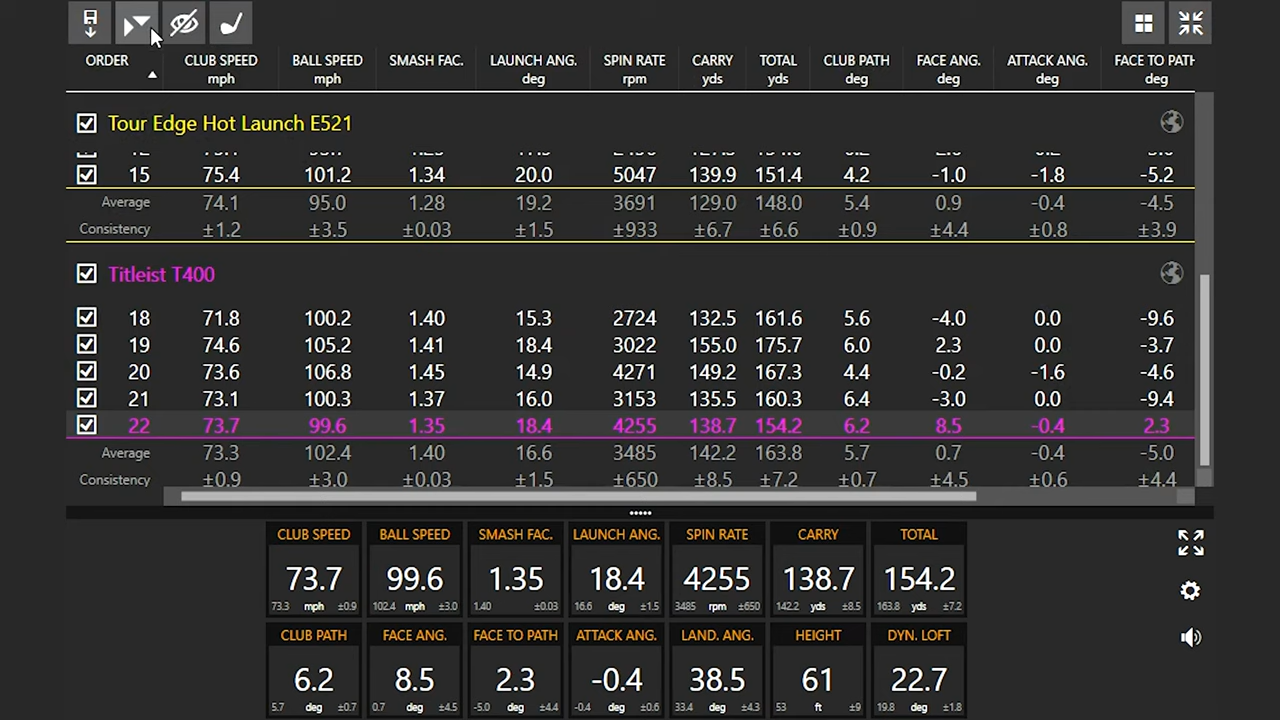 ORDER CLUB SPEED mph BALL SPEED mph SMASH FAC. LAUNCH ANG. deg SPIN RATE rpm CARRY yds TOTAL yds CLUB PATH deg FACE ANG. deg ATTACK ANG. deg FACE TO PATH deg
Tour Edge Hot Launch E521
15 75.4 101.2 1.34 20.0 5047 139.9 151.4 4.2 -1.0 -1.8 -5.2
Average 74.1 95.0 1.28 19.2 3691 129.0 148.0 5.4 0.9 -0.4 -4.5
Consistency ±1.2 ±3.5 ±0.03 ±1.5 ±933 ±6.7 ±6.6 ±0.9 ±4.4 ±0.8 ±3.9
Titleist T400
18 71.8 100.2 1.40 15.3 2724 132.5 161.6 5.6 -4.0 0.0 -9.6
19 74.6 105.2 1.41 18.4 3022 155.0 175.7 6.0 2.3 0.0 -3.7
20 73.6 106.8 1.45 14.9 4271 149.2 167.3 4.4 -0.2 -1.6 -4.6
21 73.1 100.3 1.37 16.0 3153 135.5 160.3 6.4 -3.0 0.0 -9.4
22 73.7 99.6 1.35 18.4 4255 138.7 154.2 6.2 8.5 -0.4 2.3
Average 73.3 102.4 1.40 16.6 3485 142.2 163.8 5.7 0.7 -0.4 -5.0
Consistency ±0.9 ±3.0 ±0.03 ±1.5 ±650 ±8.5 ±7.2 ±0.7 ±4.5 ±0.6 ±4.4
CLUB SPEED BALL SPEED SMASH FAC. LAUNCH ANG. SPIN RATE CARRY TOTAL
73.7 99.6 1.35 18.4 4255 138.7 154.2
73.3 mph ±0.9 102.4 mph ±3.0 1.40 ±0.03 16.6 deg ±1.5 3485 rpm ±650 142.2 yds ±8.5 163.8 yds ±7.2
CLUB PATH FACE ANG. FACE TO PATH ATTACK ANG. LAND. ANG. HEIGHT DYN. LOFT
6.2 8.5 2.3 -0.4 38.5 61 22.7
5.7 deg ±0.7 0.7 deg ±4.5 -5.0 deg ±4.4 -0.4 deg ±0.6 33.4 deg ±4.3 53 ft ±9 19.8 deg ±1.8